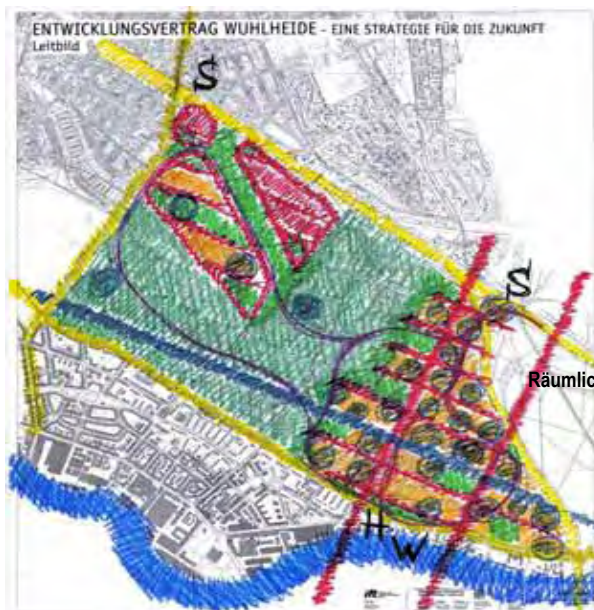 ENTWICKLUNGSVERTRAG WUHLHEIDE - EINE STRATEGIE FÜR DIE ZUKUNFT
Leitbild
S
S
Räumlic
H
W